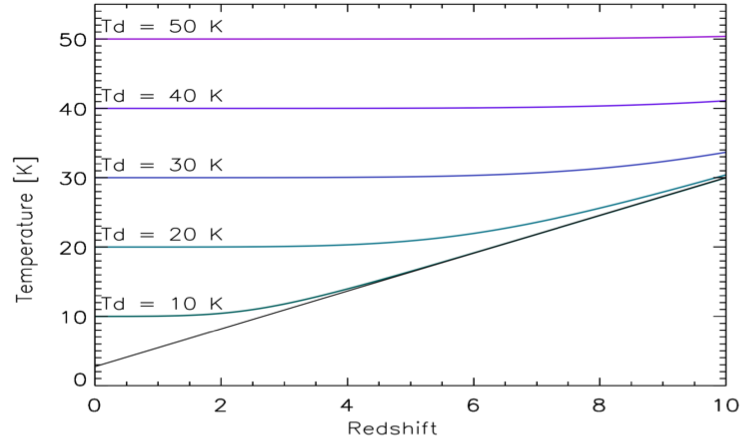 Td = 50 K
50
Td = 40 K
40
Td = 30 K
30
Td = 20 K
20
Td = 10 K
10
0
Temperature [K]
0 2 4 6 8 10
Redshift